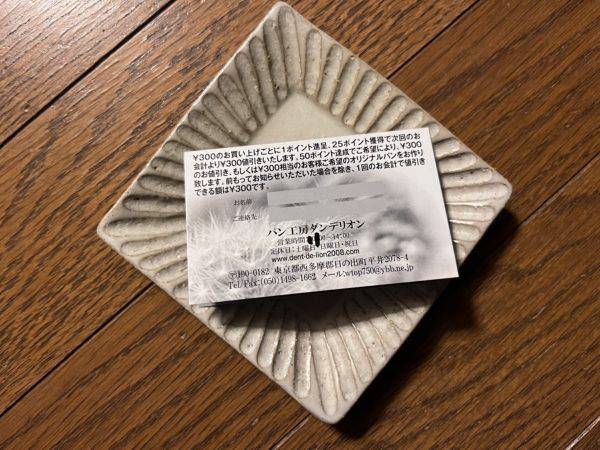 ¥300のお買い上げごとに1ポイント進呈、25ポイント獲得で次回のお
会計より¥300値引きいたします。50ポイント達成でご希望により、¥300
のお値引き、もしくは¥300相当のお客様ご希望のオリジナルパンをお作り
致します。前もってお知らせいただいた場合を除き、1回のお会計で値引き
できる額は¥300です。
お名前
ご連絡先
パン工房ダンデリオン
営業時間 00〜14:00
定休日:土曜日・日曜日・祝日
www.dent-de-lion2008.com
〒190-0182 東京都西多摩郡日の出町平井2078-4
Tel/Fax:(050)1498-1662 メール:wtop750@ybb.ne.jp